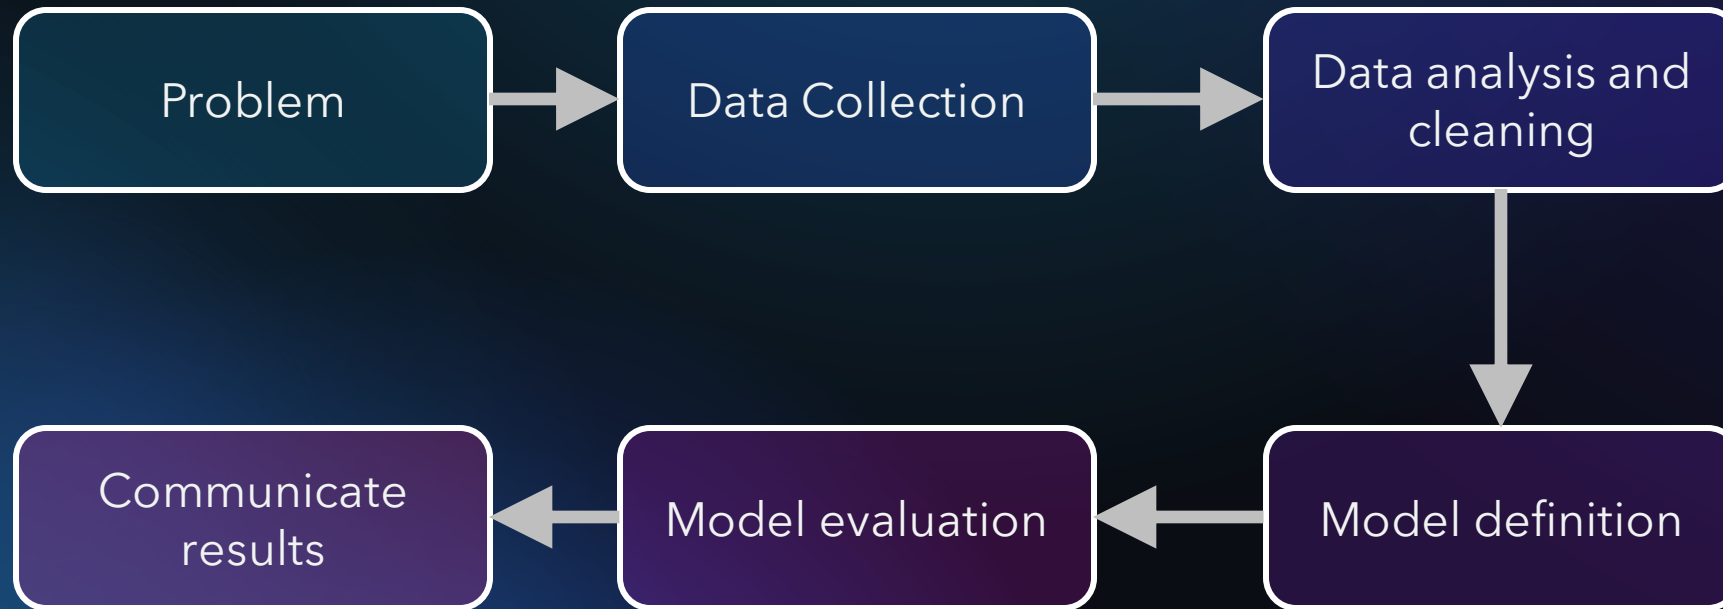 Problem
Data Collection
Data analysis and
cleaning
Model definition
Model evaluation
Communicate
results